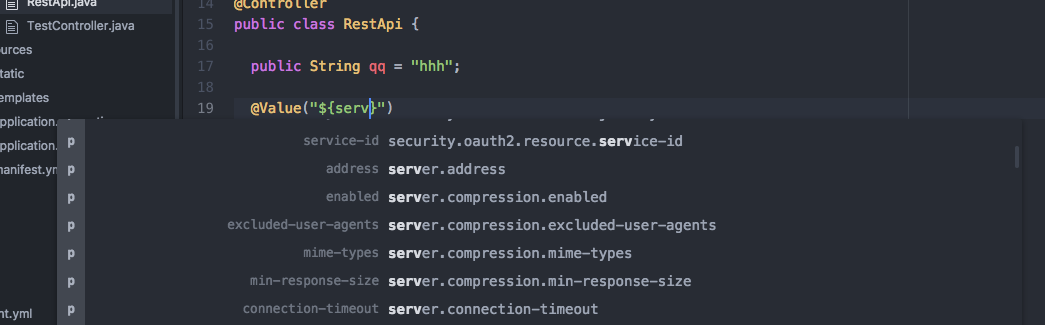 RestApi.java
TestController.java
ources
tatic
emplates
pplication.
pplication.
manifest.ym
nt.yml
14 @Controller
15 public class RestApi {
16
17 public String qq = "hhh";
18
19 @Value("${serv}")
p service-id security.oauth2.resource.service-id
p address server.address
p enabled server.compression.enabled
p excluded-user-agents server.compression.excluded-user-agents
p mime-types server.compression.mime-types
p min-response-size server.compression.min-response-size
p connection-timeout server.connection-timeout